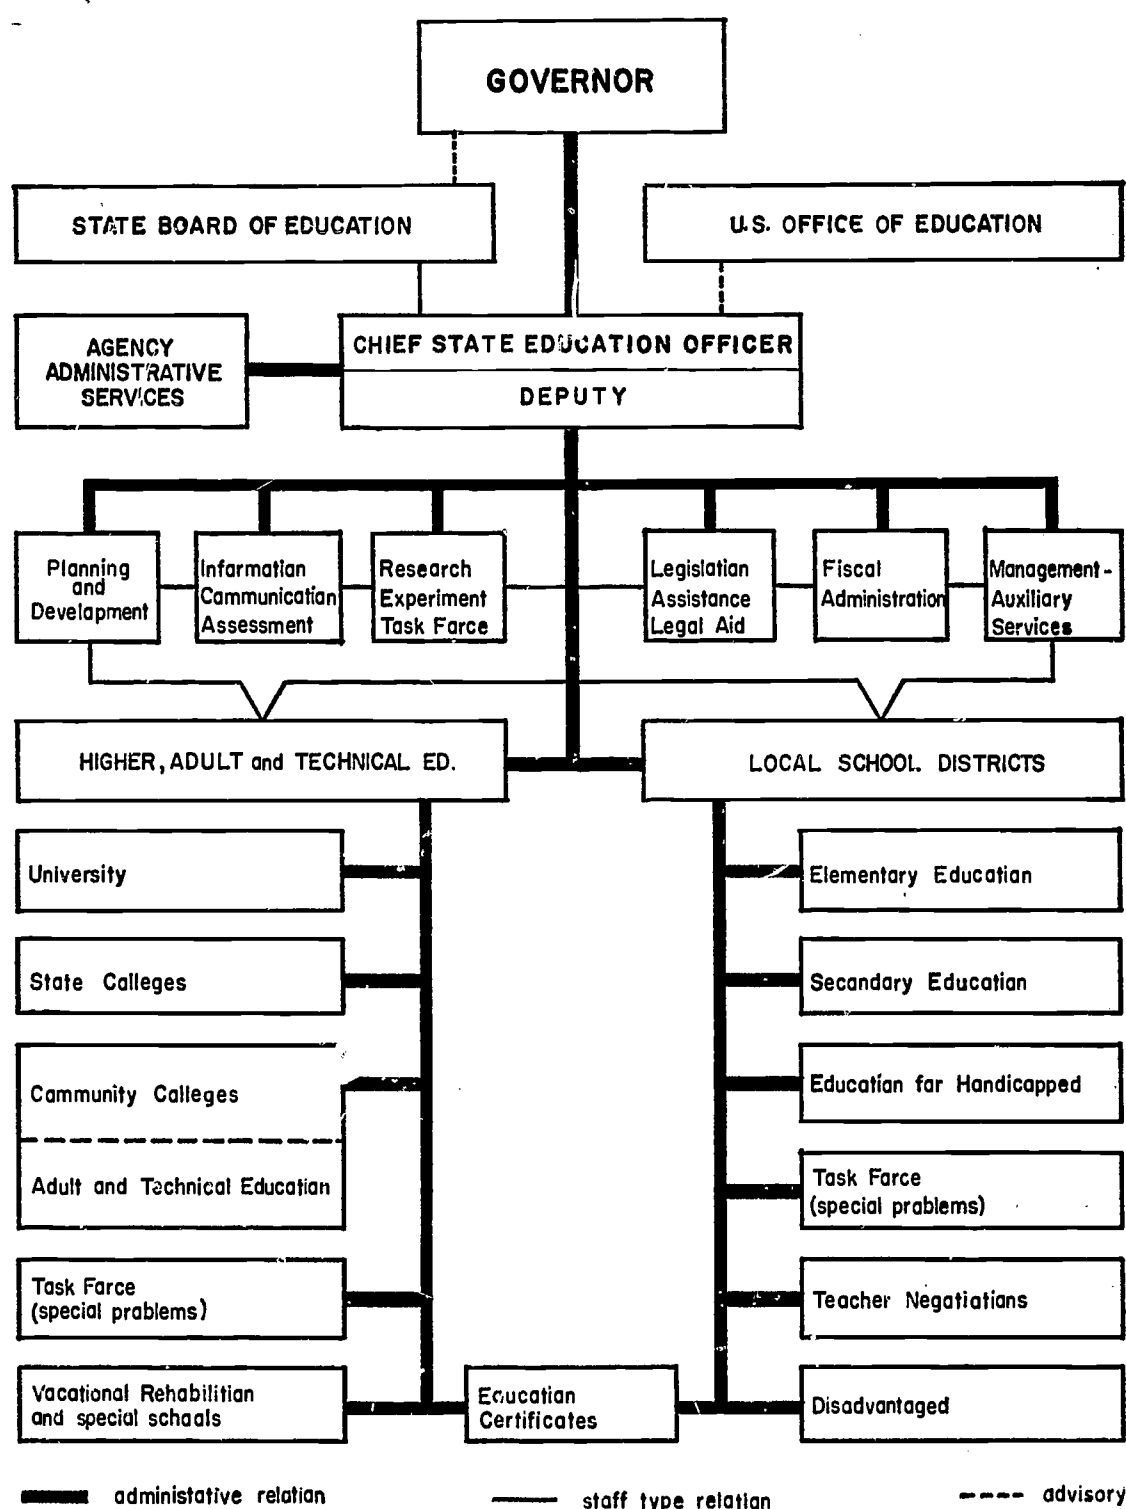 GOVERNOR
STATE BOARD OF EDUCATION
U.S. OFFICE OF EDUCATION
AGENCY
ADMINISTRATIVE
SERVICES
CHIEF STATE EDUCATION OFFICER
DEPUTY
Planning
and
Development
Information
Communication
Assessment
Research
Experiment
Task Force
Legislation
Assistance
Legal Aid
Fiscal
Administration
Management-
Auxiliary
Services
HIGHER, ADULT and TECHNICAL ED.
LOCAL SCHOOL DISTRICTS
University
State Colleges
Community Colleges
Adult and Technical Education
Task Force
(special problems)
Vocational Rehabilitian
and special schools
Education
Certificates
Elementary Education
Secondary Education
Education for Handicapped
Task Force
(special problems)
Teacher Negotiations
Disadvantaged
administative relation
staff type relation
advisory